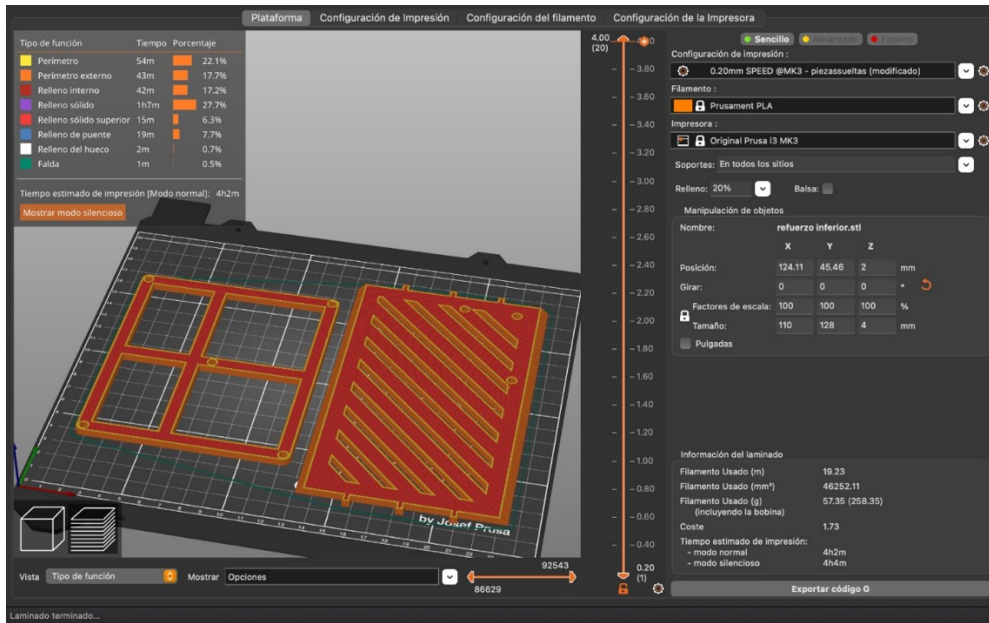 Plataforma Configuración de Impresión Configuración del filamento Configuración de la Impresora
Tipo de función Tiempo Porcentaje
Perímetro 54m 22.1%
Perímetro externo 43m 17.7%
Relleno interno 42m 17.2%
Relleno sólido 1h7m 27.7%
Relleno sólido superior 15m 6.3%
Relleno de puente 19m 7.7%
Relleno del hueco 2m 0.7%
Falda 1m 0.5%
Tiempo estimado de impresión [Modo normal]: 4h2m
Mostrar modo silencioso
by Josef Prusa
4.00
(20)
3.80
3.60
3.40
3.20
3.00
2.80
2.60
2.40
2.20
2.00
1.80
1.60
1.40
1.20
1.00
0.80
0.60
0.40
0.20
(1)
Sencillo Avanzado Experto
Configuración de impresión :
0.20mm SPEED @MK3 - piezassueltas (modificado)
Filamento :
Prusament PLA
Impresora :
Original Prusa i3 MK3
Soportes: En todos los sitios
Relleno: 20% Balsa:
Manipulación de objetos
Nombre: refuerzo inferior.stl
X Y Z
Posición: 124.11 45.46 2 mm
Girar: 0 0 0 °
Factores de escala: 100 100 100 %
Tamaño: 110 128 4 mm
Pulgadas
Información del laminado
Filamento Usado (m) 19.23
Filamento Usado (mm³) 46252.11
Filamento Usado (g) 57.35 (258.35)
(incluyendo la bobina)
Coste 1.73
Tiempo estimado de impresión:
- modo normal 4h2m
- modo silencioso 4h4m
Exportar código G
Vista Tipo de función Mostrar Opciones
92543
86629
Laminado terminado...